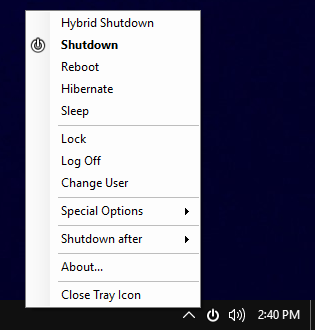 Hybrid Shutdown
Shutdown
Reboot
Hibernate
Sleep
Lock
Log Off
Change User
Special Options
Shutdown after
About...
Close Tray Icon
2:40 PM